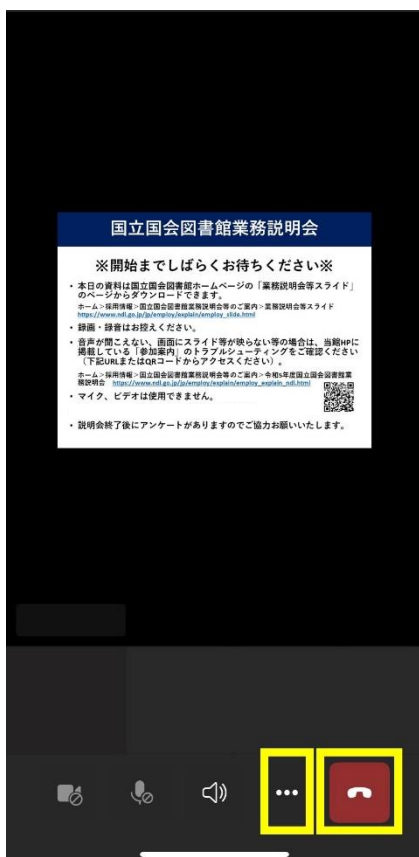 国立国会図書館業務説明会
※開始までしばらくお待ちください※
・本日の資料は国立国会図書館ホームページの「業務説明会等スライド」
のページからダウンロードできます。
ホーム＞採用情報＞国立国会図書館業務説明会等のご案内＞業務説明会等スライド
https://www.ndl.go.jp/jp/employ/explain/employ_slide.html
・録画・録音はお控えください。
・音声が聞こえない、画面にスライド等が映らない等の場合は、当館HPに
掲載している「参加案内」のトラブルシューティングをご確認ください
（下記URLまたはQRコードからアクセスください）。
ホーム＞採用情報＞国立国会図書館業務説明会等のご案内＞令和5年度国立国会図書館業
務説明会 https://www.ndl.go.jp/jp/employ/explain/employ_explain_ndl.html
・マイク、ビデオは使用できません。
・説明会終了後にアンケートがありますのでご協力お願いいたします。